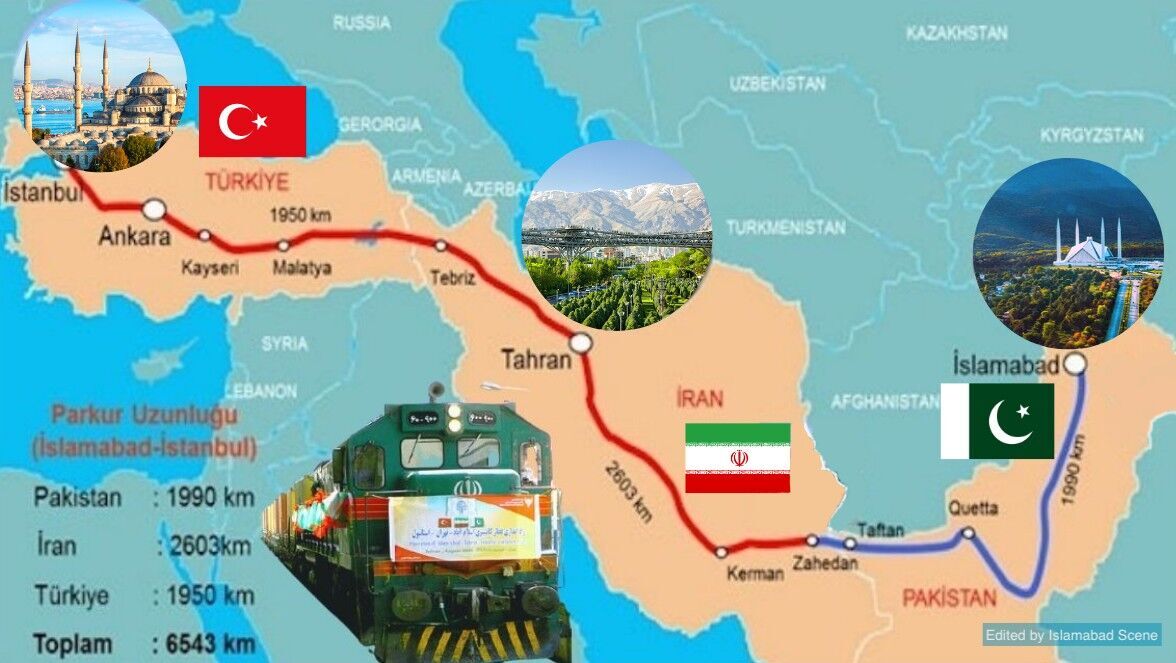 RUSSIA
KAZAKHSTAN
UZBEKİSTAN
GERORGIA
KYRGYZSTAN
ARMENIA
AZERBA
TÜRKİYE
İstanbul
1950 km
Ankara
TURKMENISTAN
Kayseri
Malatya
Tebriz
SYRIA
Tahran
İslamabad
LEBANON
İRAN
AFGHANISTAN
Parkur Uzunluğu
(İslamabad-İstanbul)
Pakistan : 1990 km
İran : 2603km
Türkiye : 1950 km
Toplam : 6543 km
2603 km
1990 km
Quetta
Taftan
Zahedan
Kerman
PAKİSTAN
Edited by Islamabad Scene